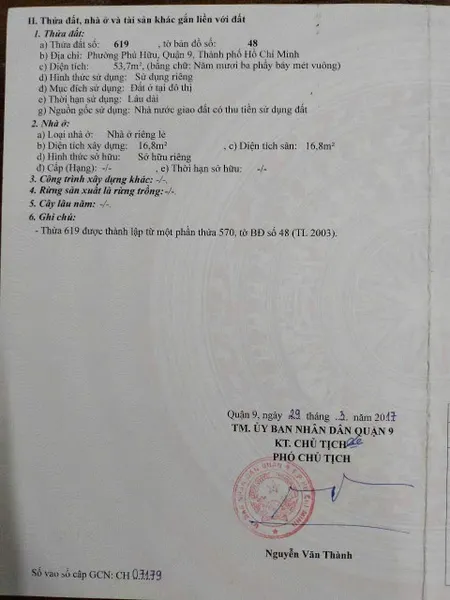 II. Thửa đất, nhà ở và tài sản khác gắn liền với đất
1. Thửa đất:
a) Thửa đất số: 619 , tờ bản đồ số: 48
b) Địa chỉ: Phường Phú Hữu, Quận 9, Thành phố Hồ Chí Minh
c) Diện tích: 53,7m², (bằng chữ: Năm mươi ba phẩy bảy mét vuông)
d) Hình thức sử dụng: Sử dụng riêng
đ) Mục đích sử dụng: Đất ở tại đô thị
e) Thời hạn sử dụng: Lâu dài
g) Nguồn gốc sử dụng: Nhà nước giao đất có thu tiền sử dụng đất
2. Nhà ở:
a) Loại nhà ở: Nhà ở riêng lẻ
b) Diện tích xây dựng: 16,8m² , c) Diện tích sàn: 16,8m²
d) Hình thức sở hữu: Sở hữu riêng
đ) Cấp (Hạng): -/- , e) Thời hạn sở hữu: -/-
3. Công trình xây dựng khác: -/-.
4. Rừng sản xuất là rừng trồng:-/-.
5. Cây lâu năm: -/-.
6. Ghi chú:
- Thửa 619 được thành lập từ một phần thửa 570, tờ BĐ số 48 (TL 2003).
Quận 9, ngày 29 tháng 3 năm 2017
TM. ỦY BAN NHÂN DÂN QUẬN 9
KT. CHỦ TỊCH
PHÓ CHỦ TỊCH
Nguyễn Văn Thành
Số vào sổ cấp GCN: CH 07179